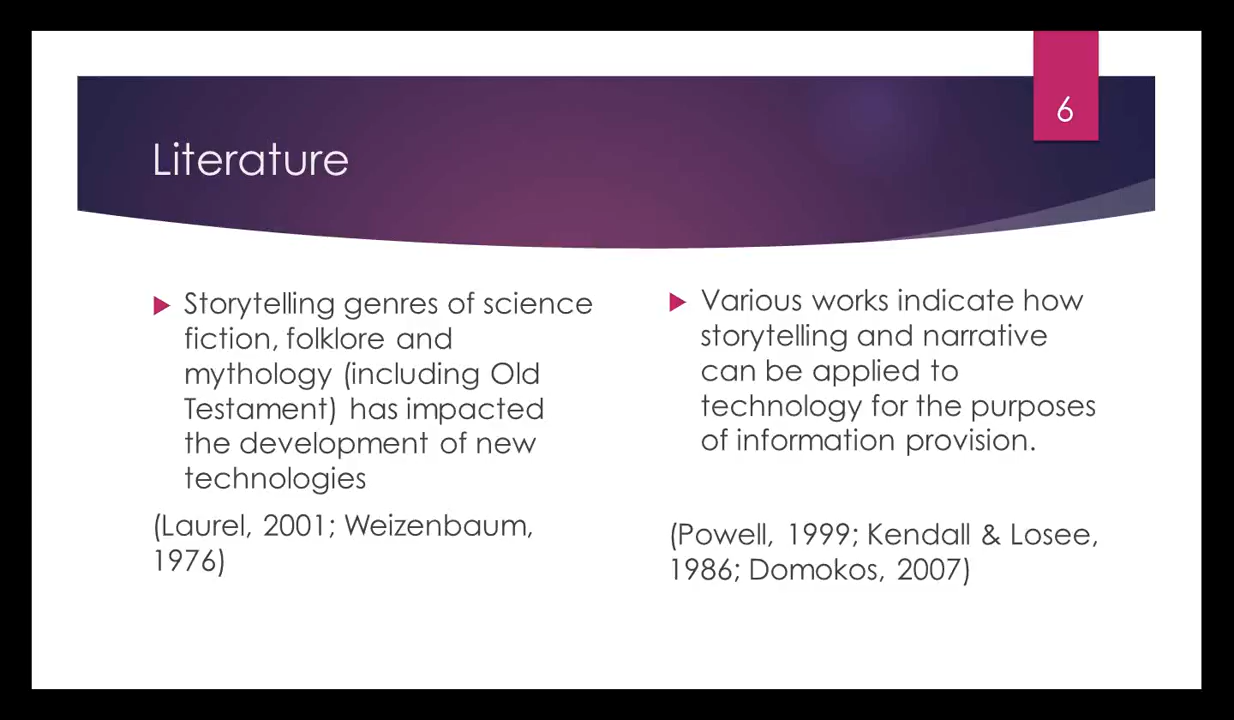 6
Literature
Storytelling genres of science
fiction, folklore and
mythology (including Old
Testament) has impacted
the development of new
technologies
(Laurel, 2001; Weizenbaum,
1976)
Various works indicate how
storytelling and narrative
can be applied to
technology for the purposes
of information provision.
(Powell, 1999; Kendall & Losee,
1986; Domokos, 2007)